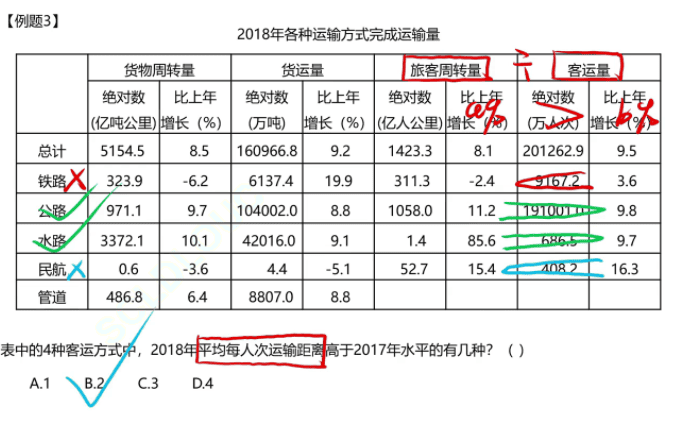 【例题3】
2018年各种运输方式完成运输量
货物周转量 货运量 旅客周转量 ÷ 客运量
绝对数 比上年 绝对数 比上年 绝对数 比上年 绝对数 比上年
(亿吨公里) 增长（%） (万吨) 增长（%） (亿人公里) 增长（%） (万人次) 增长（%）
a% > b%
总计 5154.5 8.5 160966.8 9.2 1423.3 8.1 201262.9 9.5
铁路 323.9 -6.2 6137.4 19.9 311.3 -2.4 9167.2 3.6
公路 971.1 9.7 104002.0 8.8 1058.0 11.2 191001.0 9.8
水路 3372.1 10.1 42016.0 9.1 1.4 85.6 686.5 9.7
民航 0.6 -3.6 4.4 -5.1 52.7 15.4 408.2 16.3
管道 486.8 6.4 8807.0 8.8
表中的4种客运方式中，2018年平均每人次运输距离高于2017年水平的有几种？（ ）
A.1 B.2 C.3 D.4